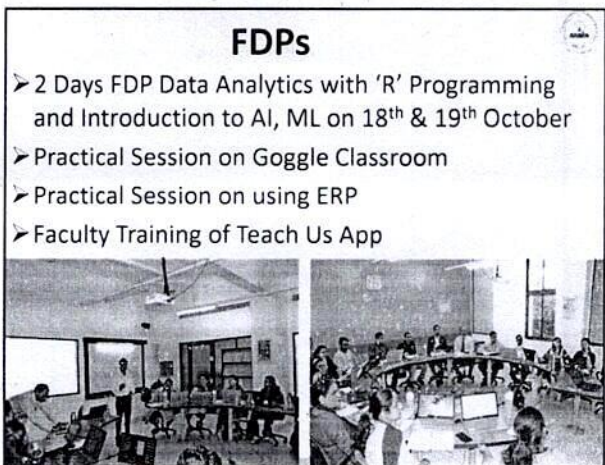 FDPs
➢ 2 Days FDP Data Analytics with ‘R’ Programming
and Introduction to AI, ML on 18th & 19th October
➢ Practical Session on Goggle Classroom
➢ Practical Session on using ERP
➢ Faculty Training of Teach Us App